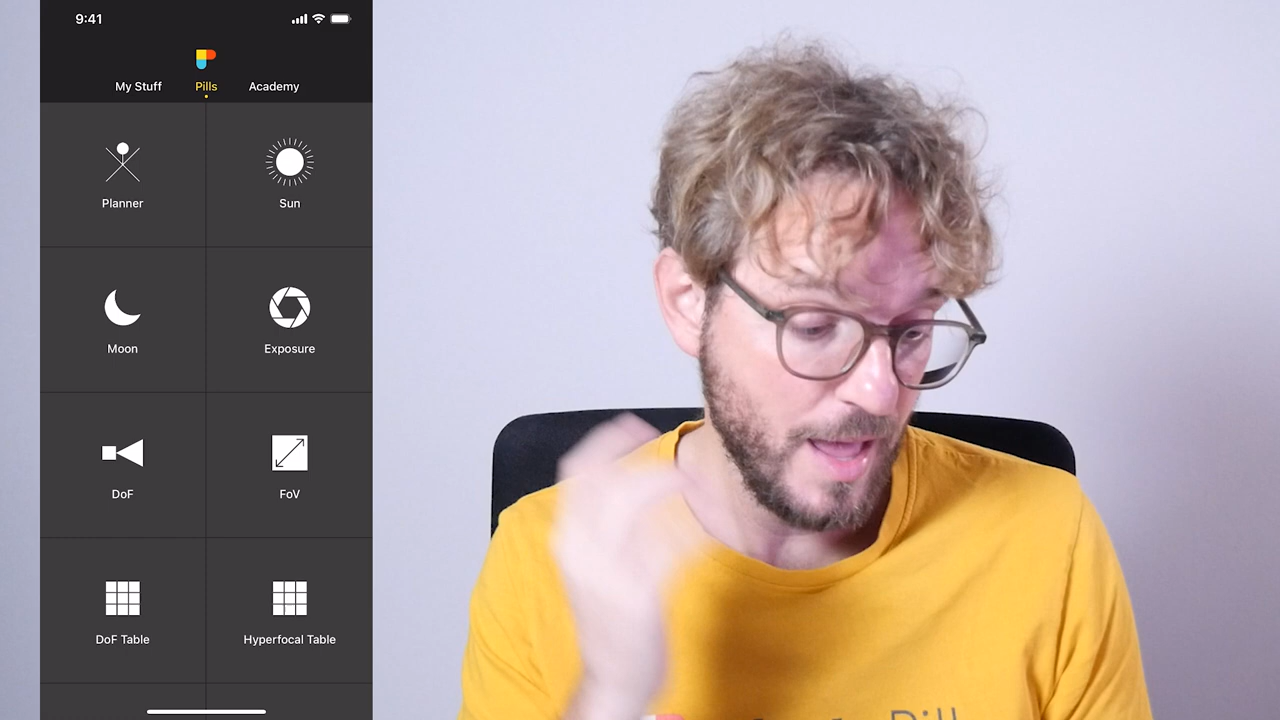 9:41
My Stuff Pills Academy
Planner Sun
Moon Exposure
DoF FoV
DoF Table Hyperfocal Table